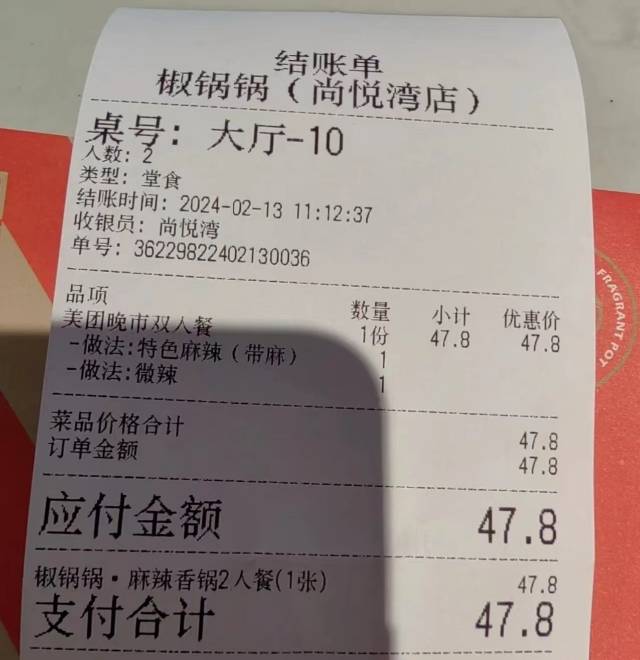 结账单
椒锅锅（尚悦湾店）
桌号：大厅-10
人数：2
类型：堂食
结账时间：2024-02-13 11:12:37
收银员：尚悦湾
单号：36229822402130036
品项 数量 小计 优惠价
美团晚市双人餐 1份 47.8 47.8
-做法:特色麻辣（带麻） 1
-做法:微辣 1
菜品价格合计 47.8
订单金额 47.8
应付金额 47.8
椒锅锅·麻辣香锅2人餐(1张) 47.8
支付合计 47.8
FRAGRANT POT